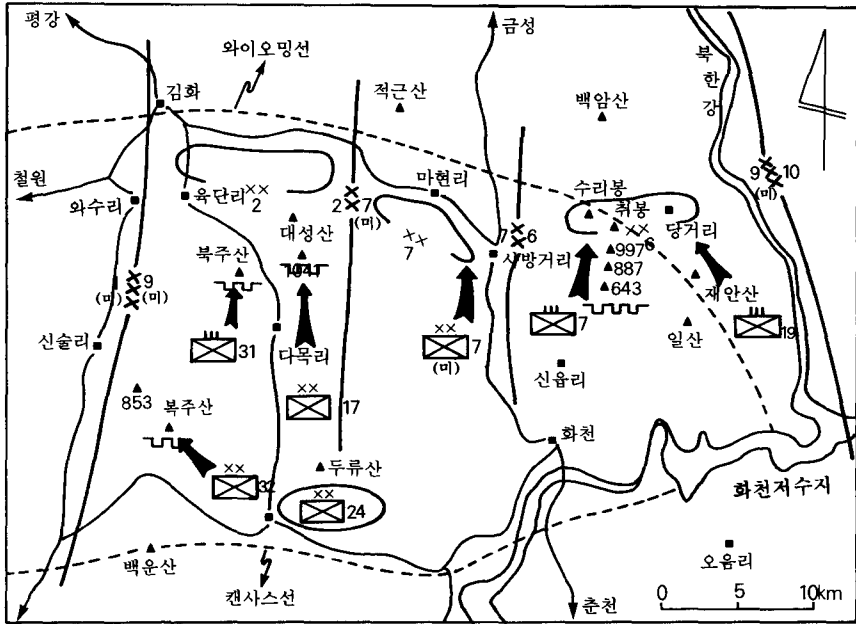 평강
금성
와이오밍선
북한강
김화
적근산
백암산
철원
와수리
육단리
××
2
2
7
(미)
마현리
수리봉
취봉
당거리
9
10
(미)
대성산
××
7
7
6
사방거리
××
6
997
887
643
북주산
재안산
9
(미)
(미)
신술리
31
다목리
××
7
(미)
7
일산
19
신읍리
853
복주산
××
17
화천
두류산
××
32
××
24
화천저수지
백운산
캔사스선
춘천
오음리
0 5 10km